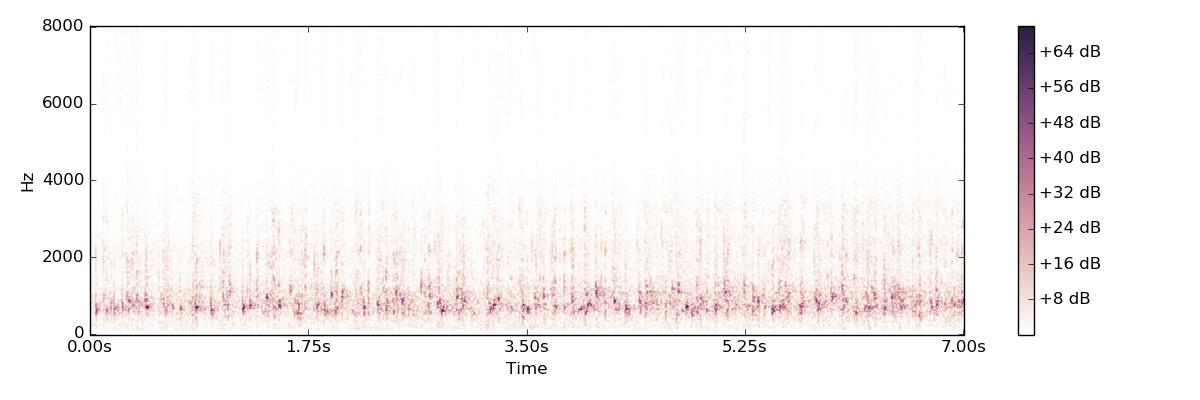 8000
6000
4000
2000
0
Hz
0.00s 1.75s 3.50s 5.25s 7.00s
Time
+64 dB
+56 dB
+48 dB
+40 dB
+32 dB
+24 dB
+16 dB
+8 dB